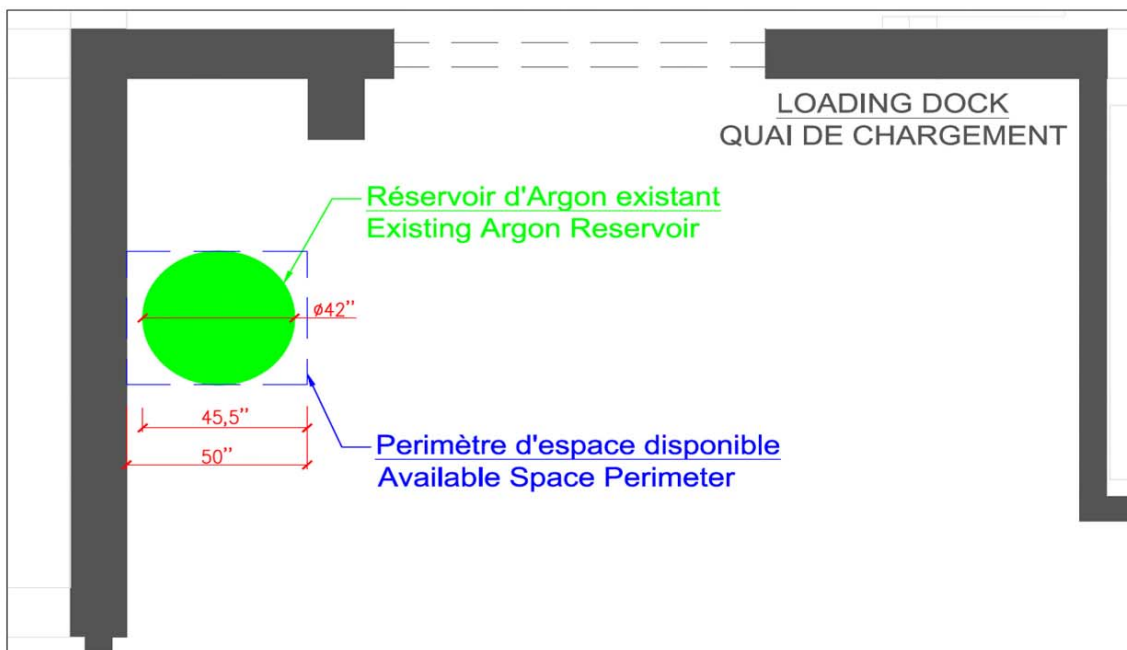 LOADING DOCK
QUAI DE CHARGEMENT
Réservoir d'Argon existant
Existing Argon Reservoir
ø42''
45,5''
50''
Perimètre d'espace disponible
Available Space Perimeter